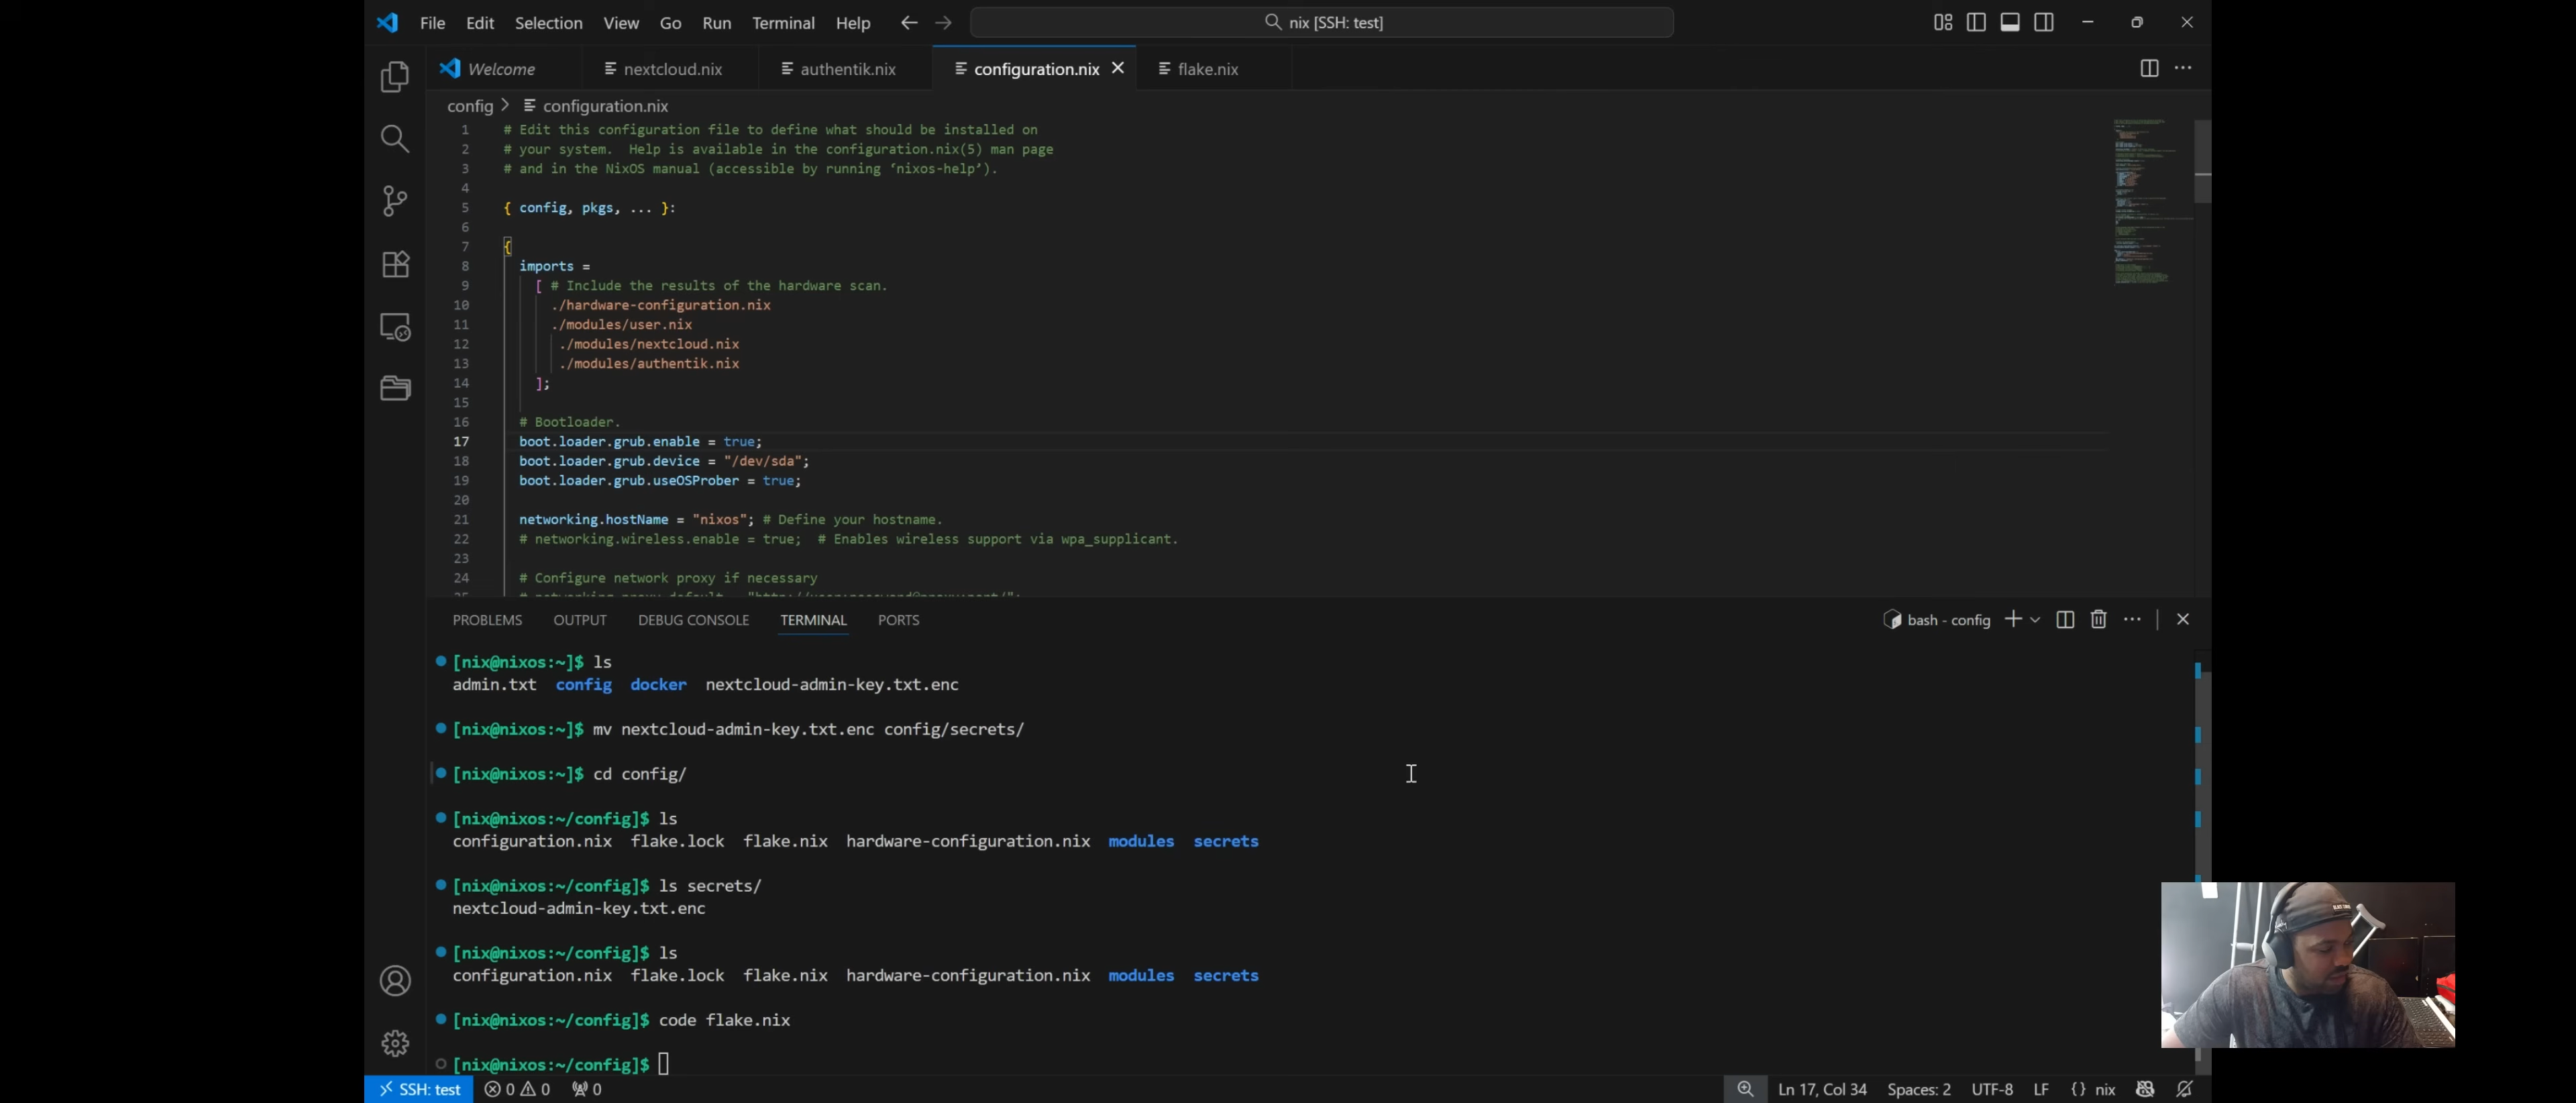 File Edit Selection View Go Run Terminal Help
nix [SSH: test]
Welcome nextcloud.nix authentik.nix configuration.nix flake.nix
config > configuration.nix
1 # Edit this configuration file to define what should be installed on
2 # your system.  Help is available in the configuration.nix(5) man page
3 # and in the NixOS manual (accessible by running ‘nixos-help’).
4
5 { config, pkgs, ... }:
6
7 {
8 imports =
9 [ # Include the results of the hardware scan.
10 ./hardware-configuration.nix
11 ./modules/user.nix
12 ./modules/nextcloud.nix
13 ./modules/authentik.nix
14 ];
15
16 # Bootloader.
17 boot.loader.grub.enable = true;
18 boot.loader.grub.device = "/dev/sda";
19 boot.loader.grub.useOSProber = true;
20
21 networking.hostName = "nixos"; # Define your hostname.
22 # networking.wireless.enable = true;  # Enables wireless support via wpa_supplicant.
23
24 # Configure network proxy if necessary
25 # networking.proxy.default = "http://user:password@proxy:port/";
PROBLEMS OUTPUT DEBUG CONSOLE TERMINAL PORTS
bash - config
[nix@nixos:~]$ ls
admin.txt config docker nextcloud-admin-key.txt.enc
[nix@nixos:~]$ mv nextcloud-admin-key.txt.enc config/secrets/
[nix@nixos:~]$ cd config/
[nix@nixos:~/config]$ ls
configuration.nix flake.lock flake.nix hardware-configuration.nix modules secrets
[nix@nixos:~/config]$ ls secrets/
nextcloud-admin-key.txt.enc
[nix@nixos:~/config]$ ls
configuration.nix flake.lock flake.nix hardware-configuration.nix modules secrets
[nix@nixos:~/config]$ code flake.nix
[nix@nixos:~/config]$
SSH: test 0 0 0 Ln 17, Col 34 Spaces: 2 UTF-8 LF {} nix